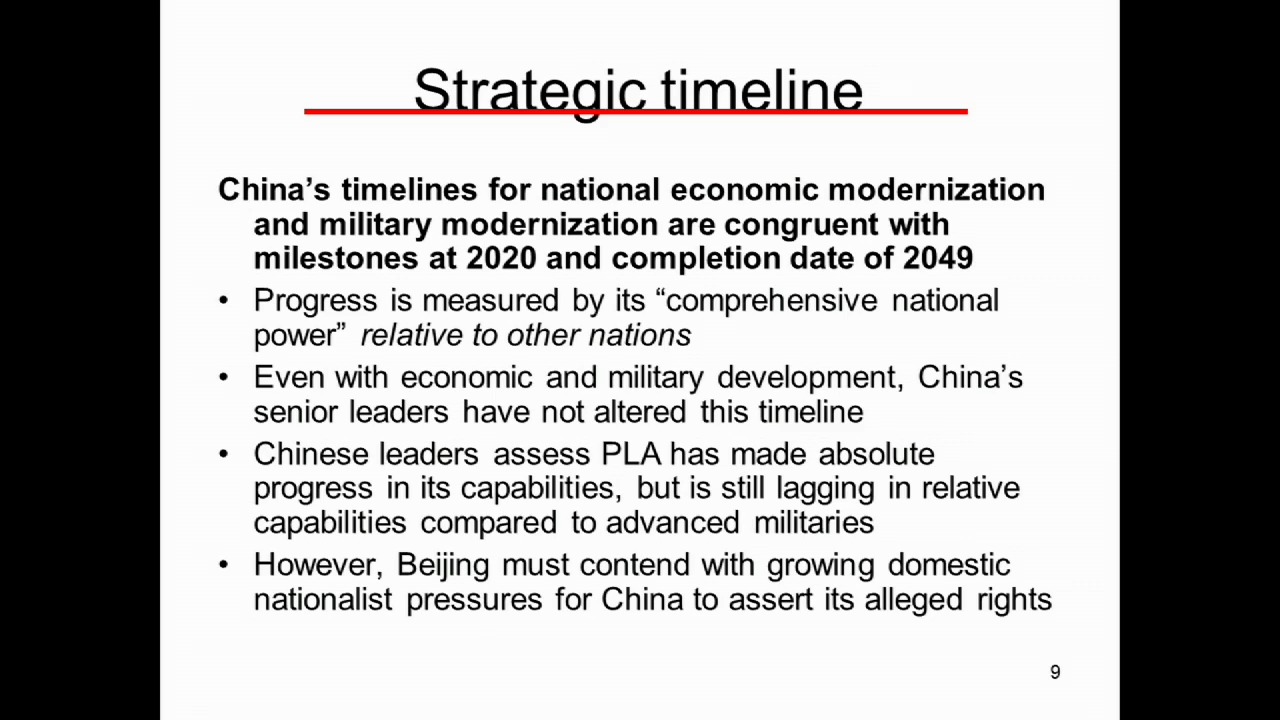 Strategic timeline
China’s timelines for national economic modernization
and military modernization are congruent with
milestones at 2020 and completion date of 2049
• Progress is measured by its “comprehensive national
power” relative to other nations
• Even with economic and military development, China’s
senior leaders have not altered this timeline
• Chinese leaders assess PLA has made absolute
progress in its capabilities, but is still lagging in relative
capabilities compared to advanced militaries
• However, Beijing must contend with growing domestic
nationalist pressures for China to assert its alleged rights
9